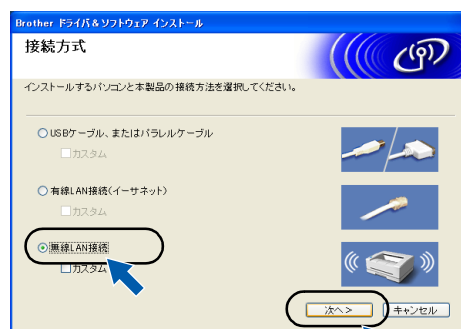 Brother ドライバ＆ソフトウェア インストール
接続方式
インストールするパソコンと本製品の接続方法を選択してください。
USBケーブル、またはパラレルケーブル
カスタム
有線LAN接続(イーサネット)
カスタム
無線LAN接続
カスタム
次へ > キャンセル